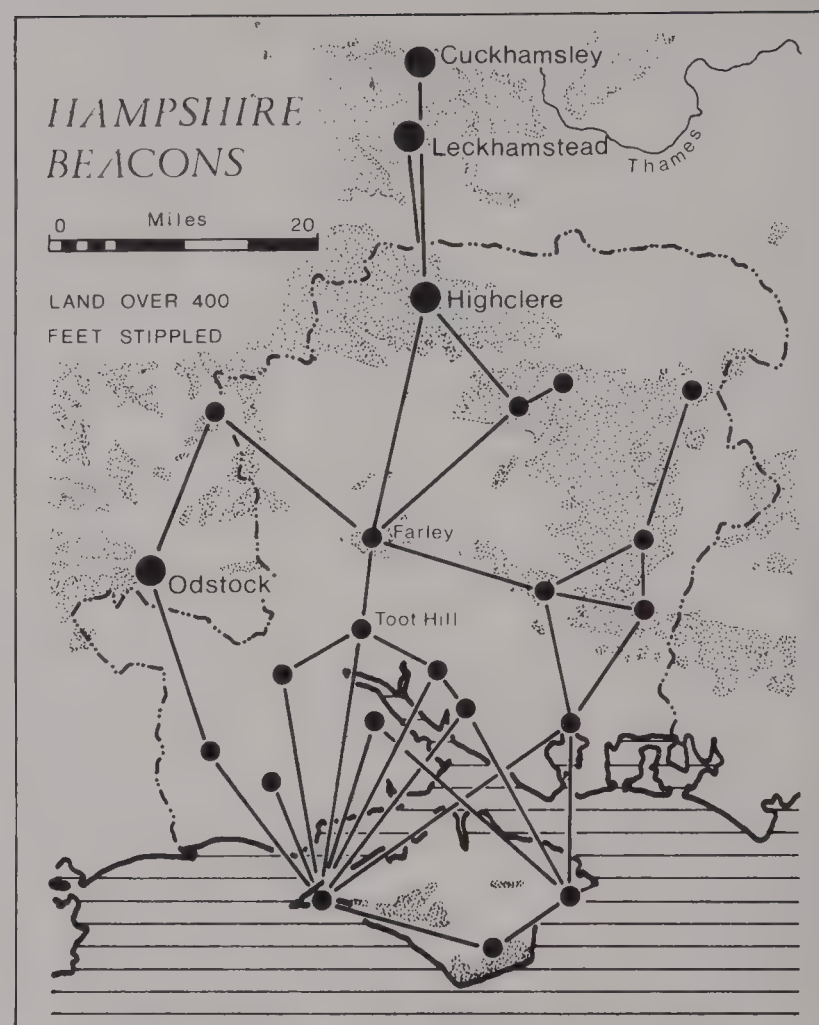 HAMPSHIRE
BEACONS
0 Miles 20
LAND OVER 400
FEET STIPPLED
Cuckhamsley
Leckhamstead
Thames
Highclere
Farley
Odstock
Toot Hill